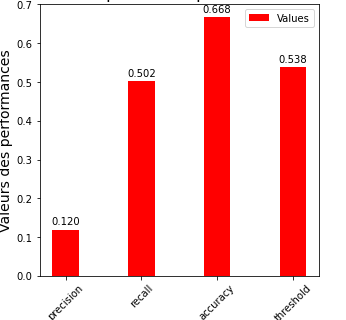 0.7
0.668
Values
0.6
0.538
0.502
0.5
0.4
0.3
0.2
0.120
0.1
0.0
Valeurs des performances
precision
recall
accuracy
threshold